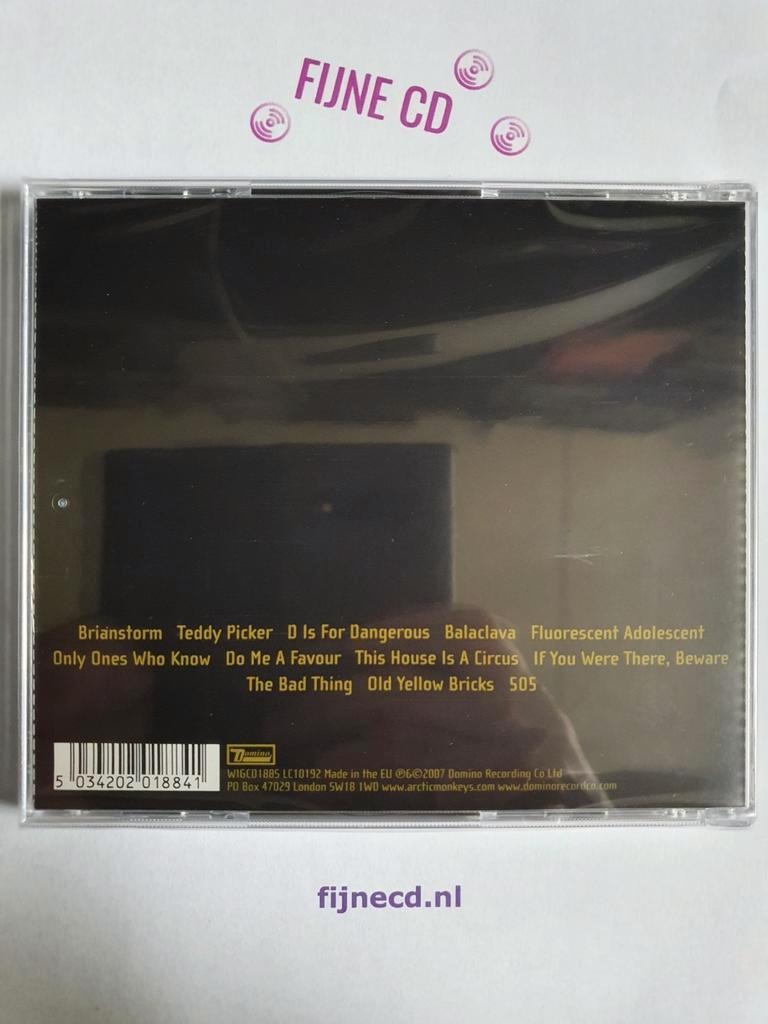 FIJNE CD
Brianstorm Teddy Picker D Is For Dangerous Balaclava Fluorescent Adolescent
Only Ones Who Know Do Me A Favour This House Is A Circus If You Were There, Beware
The Bad Thing Old Yellow Bricks 505
Domino
5 034202 018841
WIGCD188S LC10192 Made in the EU ℗&©2007 Domino Recording Co Ltd
PO Box 47029 London SW18 1WD www.arcticmonkeys.com www.dominorecordco.com
fijnecd.nl